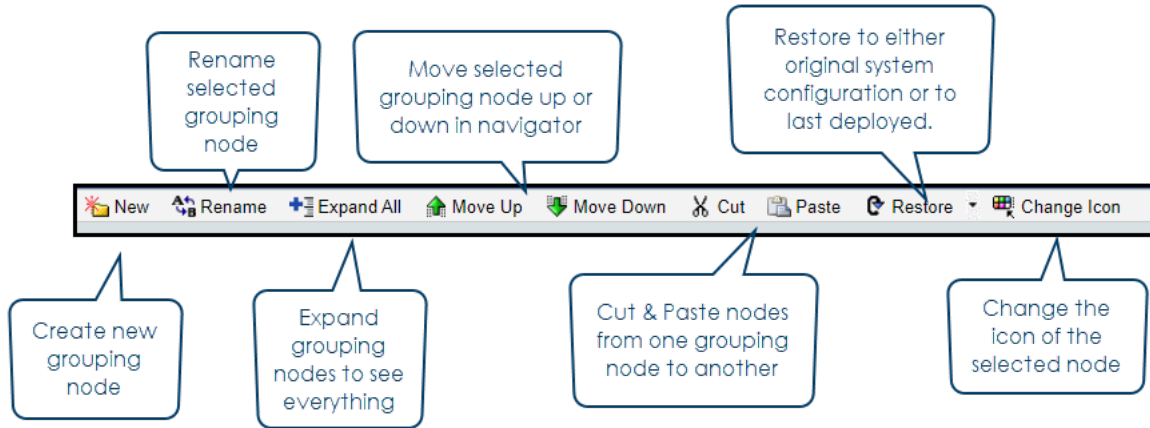 Rename
selected
grouping
node
Move selected
grouping node up or
down in navigator
Restore to either
original system
configuration or to
last deployed.
New Rename Expand All Move Up Move Down Cut Paste Restore Change Icon
Create new
grouping
node
Expand
grouping
nodes to see
everything
Cut & Paste nodes
from one grouping
node to another
Change the
icon of the
selected node